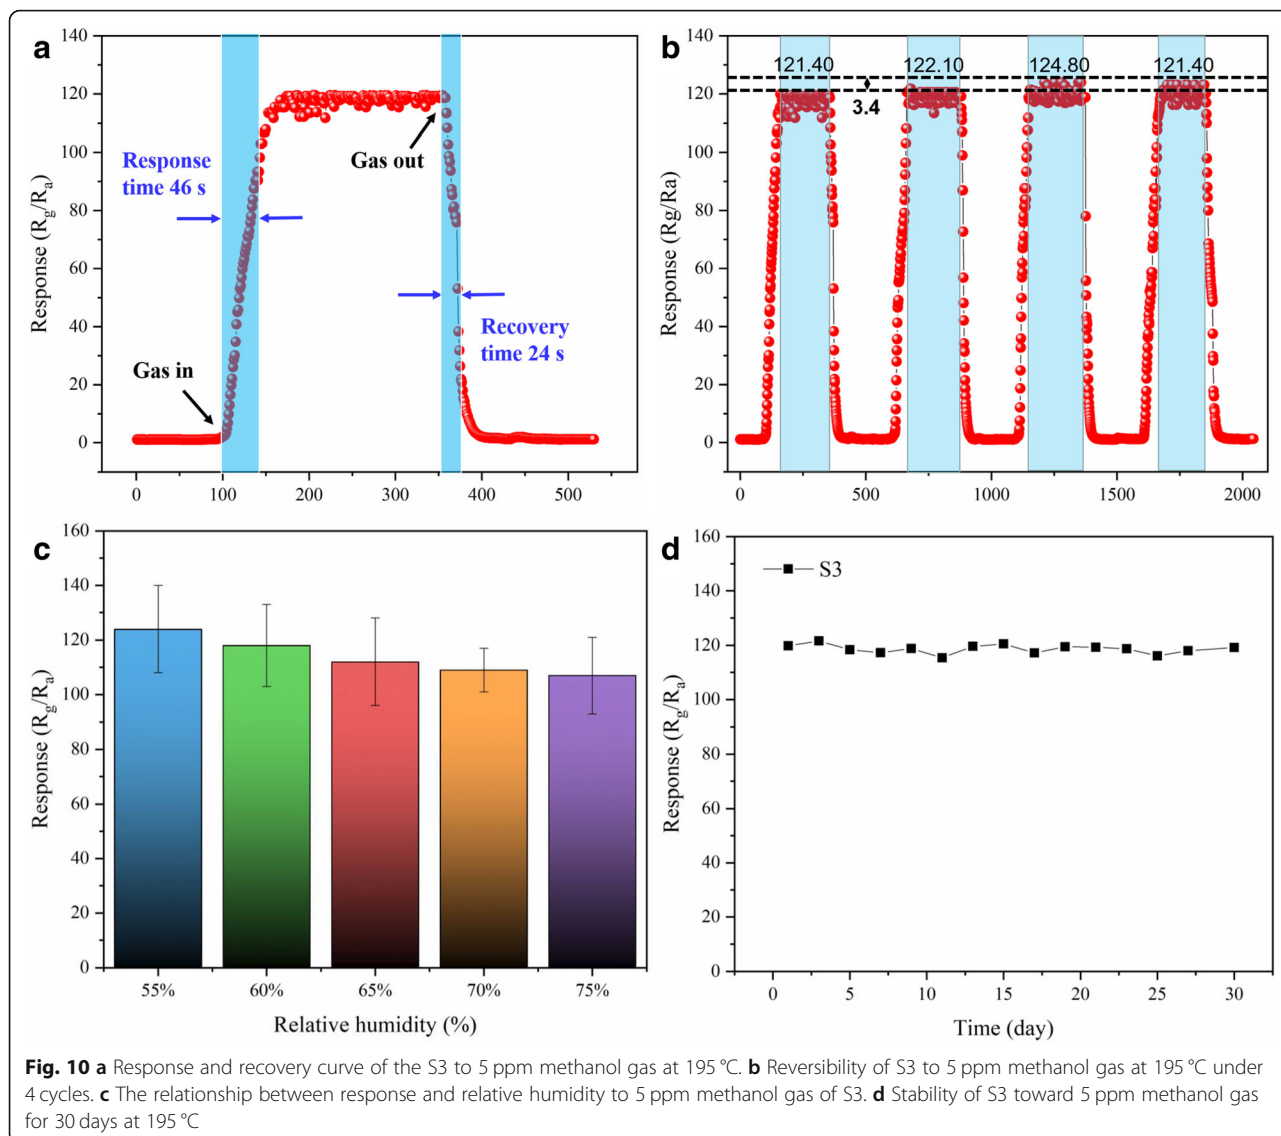 a
140
120
100
80
60
40
20
0
Response (Rg/Ra)
Response
time 46 s
Gas in
Gas out
Recovery
time 24 s
0 100 200 300 400 500
b
140
120
100
80
60
40
20
0
Response (Rg/Ra)
121.40 122.10 124.80 121.40
3.4
0 500 1000 1500 2000
c
160
140
120
100
80
60
40
20
0
Response (Rg/Ra)
55% 60% 65% 70% 75%
Relative humidity (%)
d
160
140
120
100
80
60
40
20
0
Response (Rg/Ra)
S3
0 5 10 15 20 25 30
Time (day)
Fig. 10 a Response and recovery curve of the S3 to 5 ppm methanol gas at 195 °C. b Reversibility of S3 to 5 ppm methanol gas at 195 °C under
4 cycles. c The relationship between response and relative humidity to 5 ppm methanol gas of S3. d Stability of S3 toward 5 ppm methanol gas
for 30 days at 195 °C